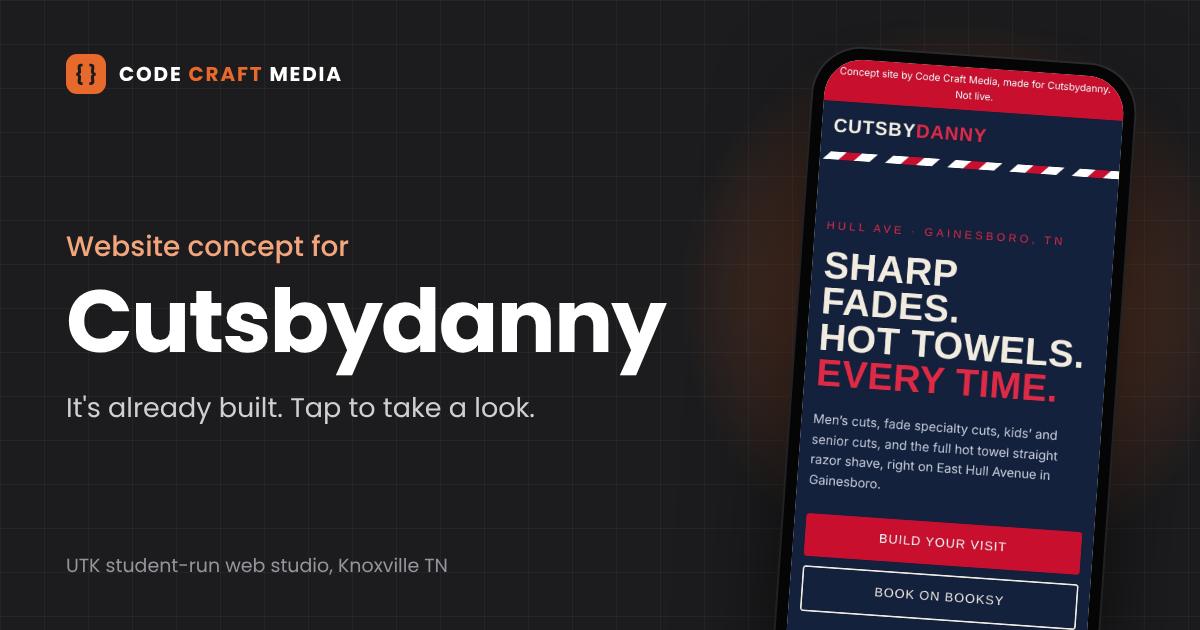 { } CODE CRAFT MEDIA
Website concept for
Cutsbydanny
It's already built. Tap to take a look.
UTK student-run web studio, Knoxville TN
Concept site by Code Craft Media, made for Cutsbydanny.
Not live.
CUTSBYDANNY
HULL AVE · GAINESBORO, TN
SHARP
FADES.
HOT TOWELS.
EVERY TIME.
Men’s cuts, fade specialty cuts, kids’ and
senior cuts, and the full hot towel straight
razor shave, right on East Hull Avenue in
Gainesboro.
BUILD YOUR VISIT
BOOK ON BOOKSY